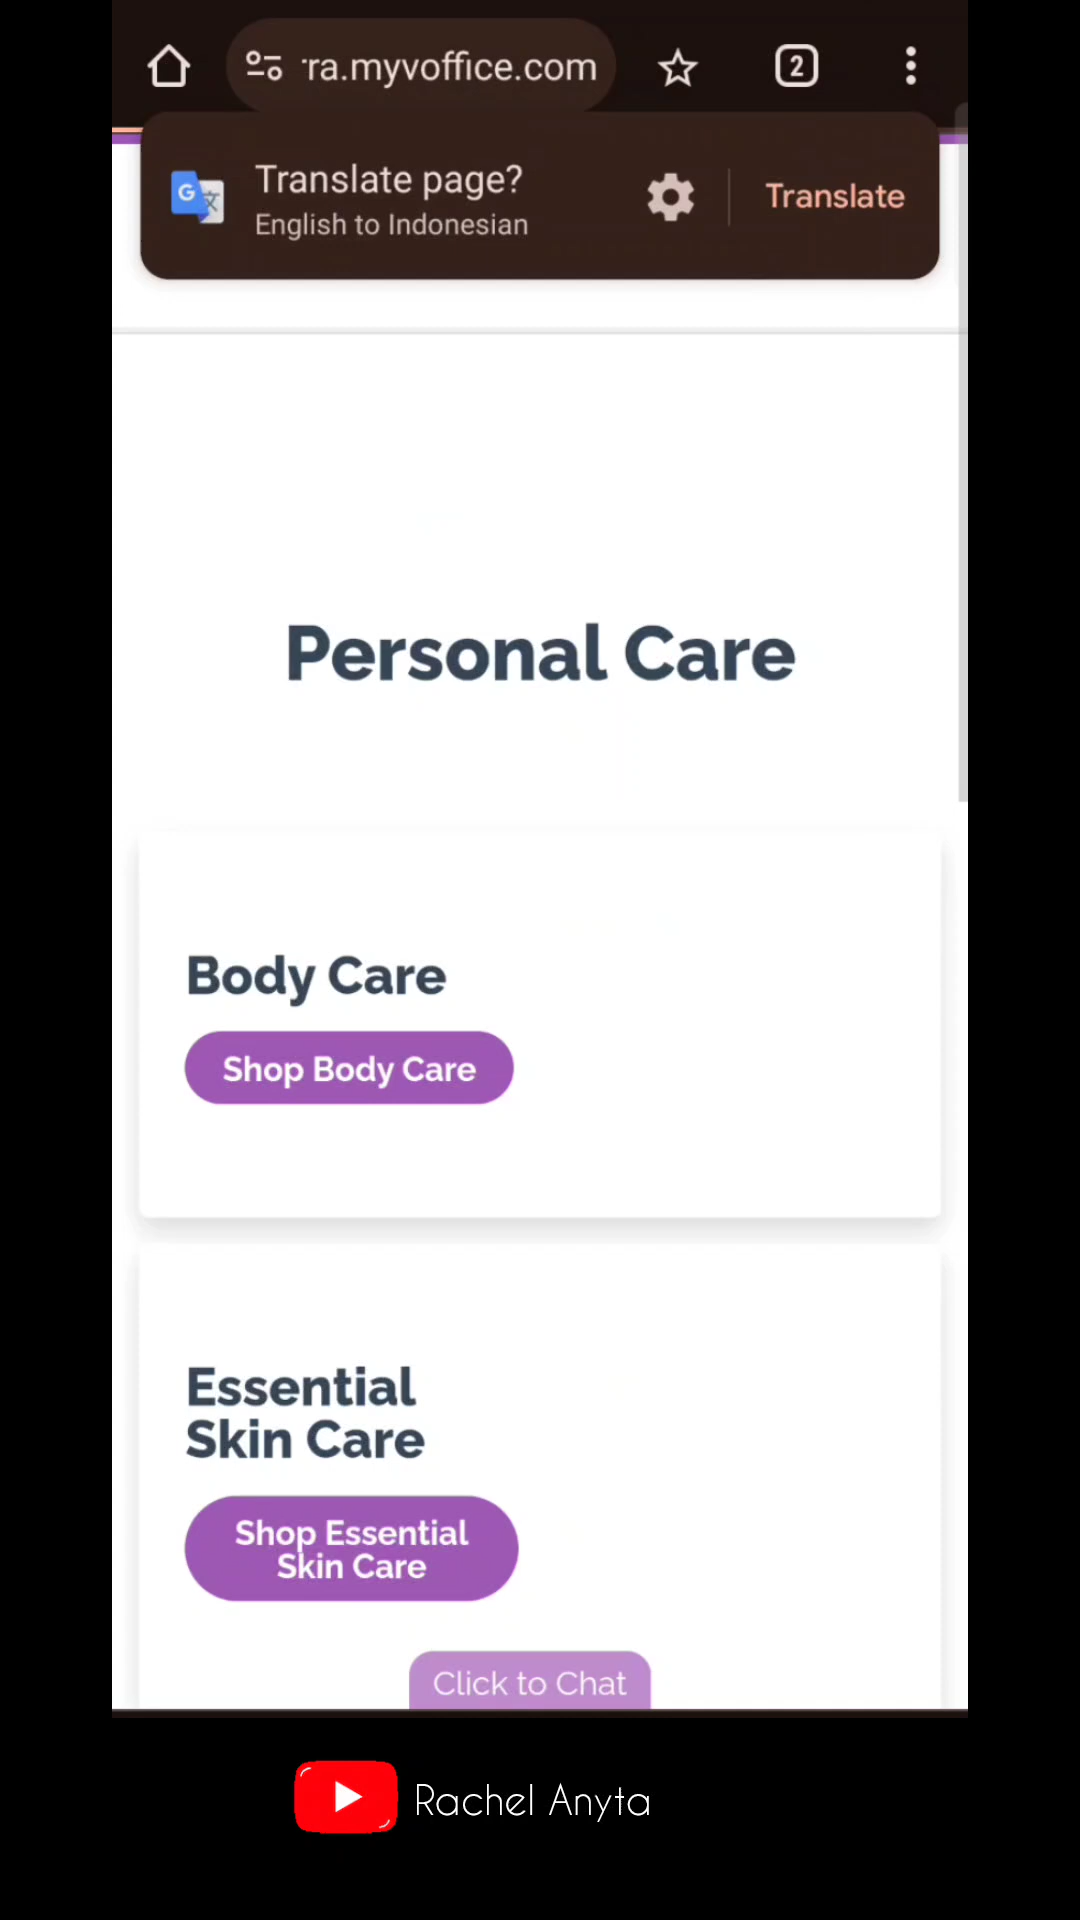 ra.myvoffice.com
2
Translate page?
English to Indonesian
Translate
Personal Care
Body Care
Shop Body Care
Essential
Skin Care
Shop Essential
Skin Care
Click to Chat
Rachel Anyta